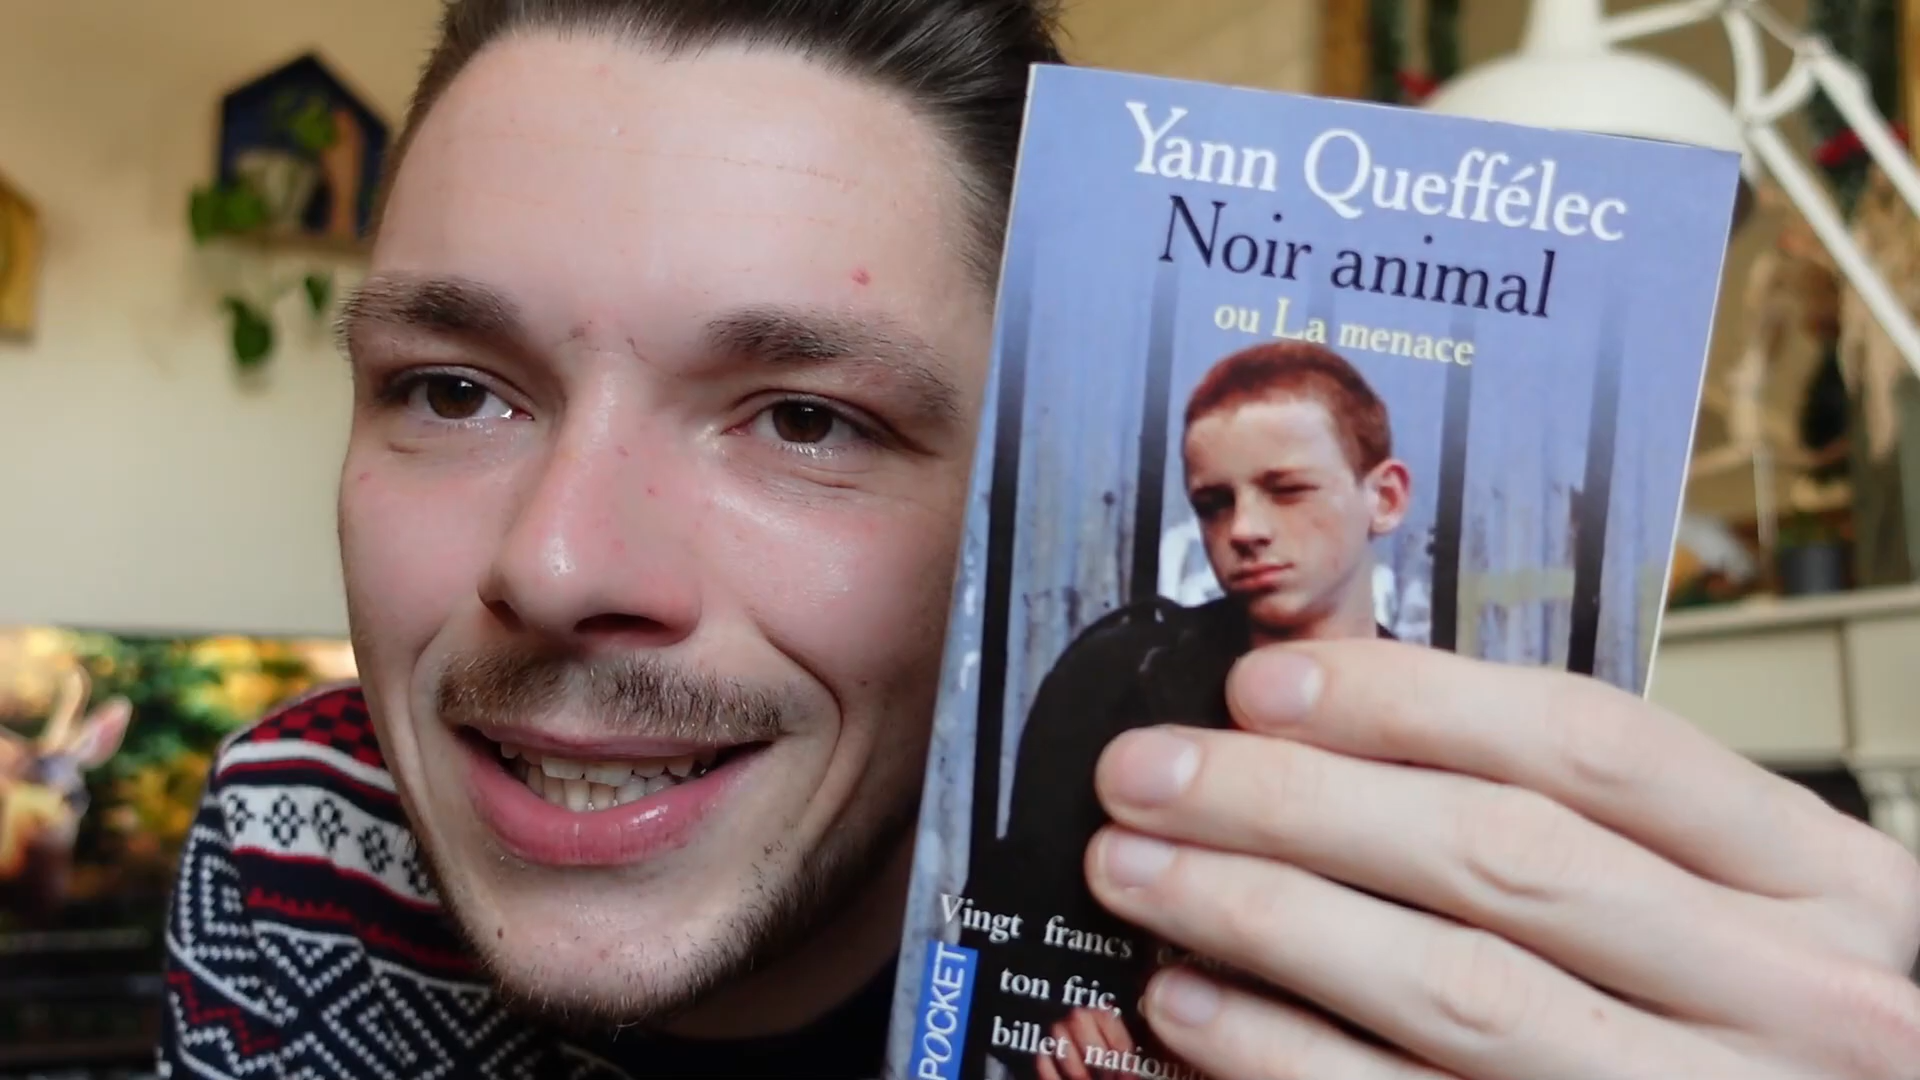 Yann Queffélec
Noir animal
ou La menace
Vingt francs
ton fric,
billet
POCKET